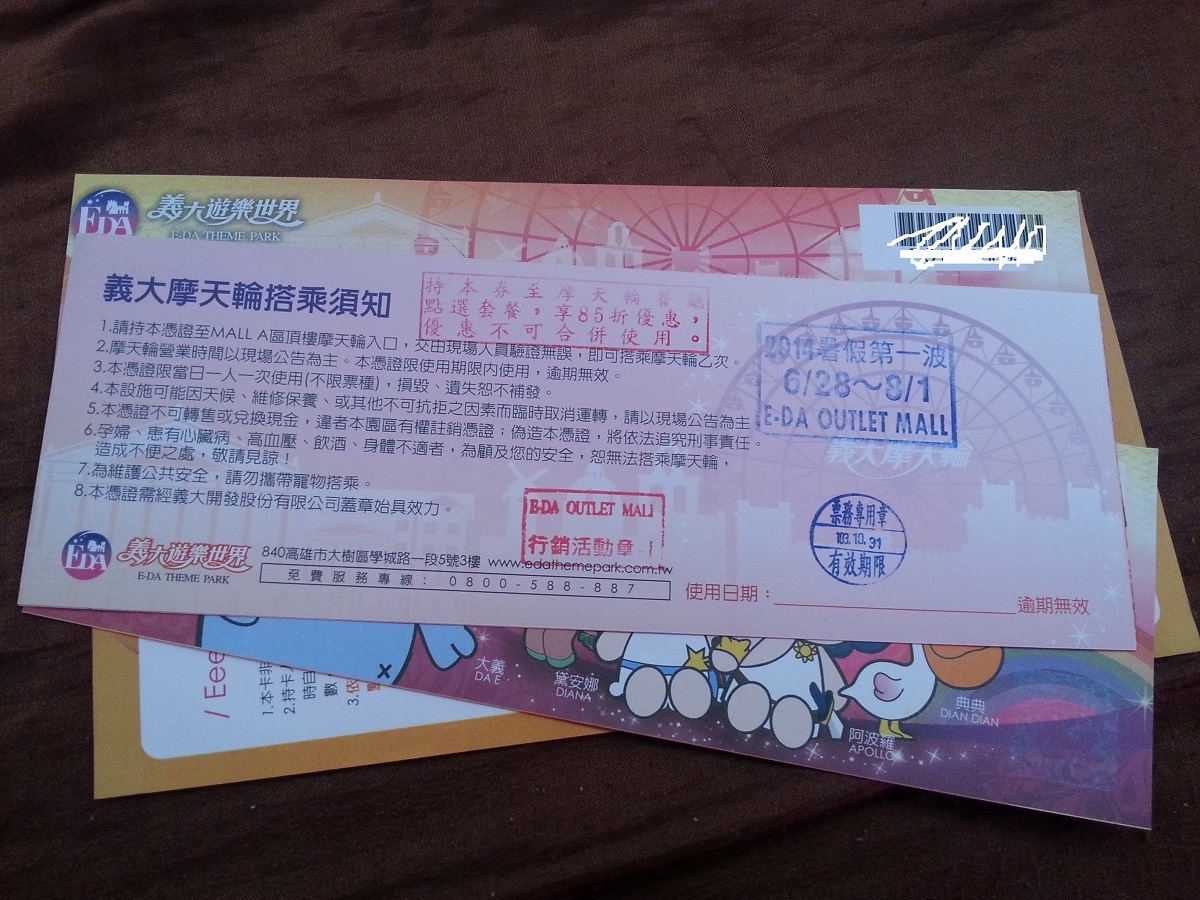 EDA
義大遊樂世界
E-DA THEME PARK
義大摩天輪搭乘須知
持本券至摩天輪餐廳
點選套餐，享85折優惠，
優惠不可合併使用。
1.請持本憑證至MALL A區頂樓摩天輪入口，交由現場人員驗證無誤，即可搭乘摩天輪乙次。
2.摩天輪營業時間以現場公告為主。本憑證限使用期限內使用，逾期無效。
3.本憑證限當日一人一次使用(不限票種)，損毀、遺失恕不補發。
4.本設施可能因天候、維修保養、或其他不可抗拒之因素而臨時取消運轉，請以現場公告為主
5.本憑證不可轉售或兌換現金，違者本園區有權註銷憑證；偽造本憑證，將依法追究刑事責任。
6.孕婦、患有心臟病、高血壓、飲酒、身體不適者，為顧及您的安全，恕無法搭乘摩天輪，
造成不便之處，敬請見諒！
7.為維護公共安全，請勿攜帶寵物搭乘。
8.本憑證需經義大開發股份有限公司蓋章始具效力。
2014暑假第一波
6/28～8/1
E-DA OUTLET MALL
義大摩天輪
E-DA OUTLET MALL
行銷活動章
票務專用章
103.10.31
有效期限
EDA
義大遊樂世界
E-DA THEME PARK
840高雄市大樹區學城路一段5號3樓 www.edathemepark.com.tw
免費服務專線：0800-588-887
使用日期：
逾期無效
大義
DA E
黛安娜
DIANA
阿波羅
APOLLO
典典
DIAN DIAN
/ Eee
1.本卡非
2.持卡
時自
數
3.依